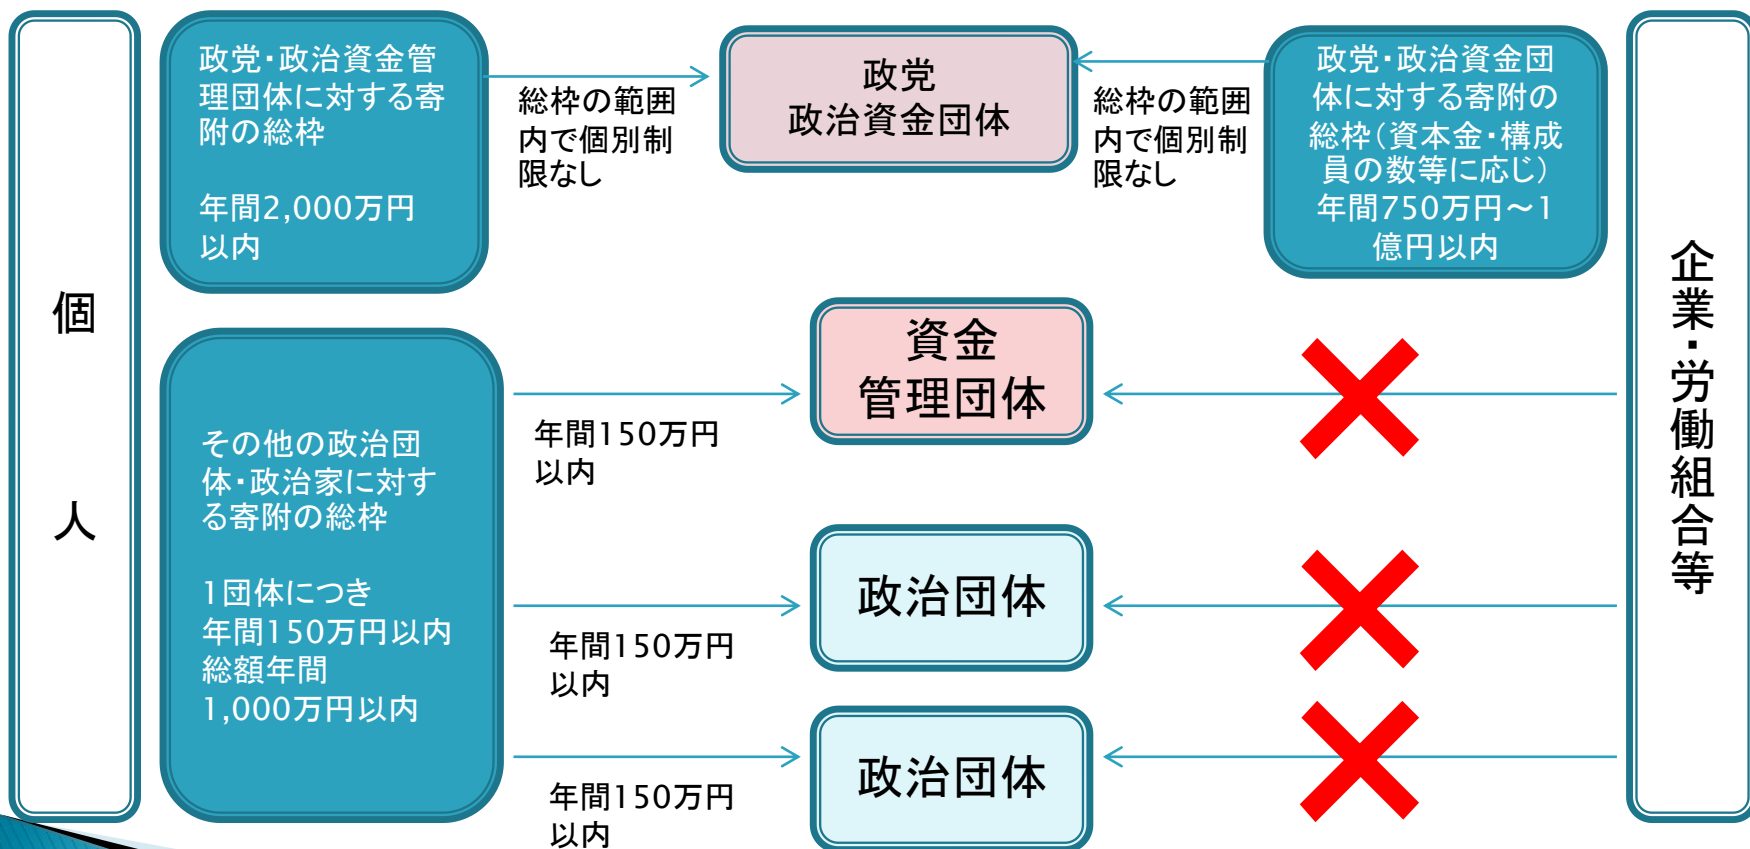 個
人
政党・政治資金管
理団体に対する寄
附の総枠
年間2,000万円
以内
総枠の範囲
内で個別制
限なし
政党
政治資金団体
総枠の範囲
内で個別制
限なし
政党・政治資金団
体に対する寄附の
総枠（資本金・構成
員の数等に応じ）
年間750万円～1
億円以内
企業・労働組合等
その他の政治団
体・政治家に対す
る寄附の総枠
1団体につき
年間150万円以内
総額年間
1,000万円以内
年間150万円
以内
資金
管理団体
年間150万円
以内
政治団体
年間150万円
以内
政治団体